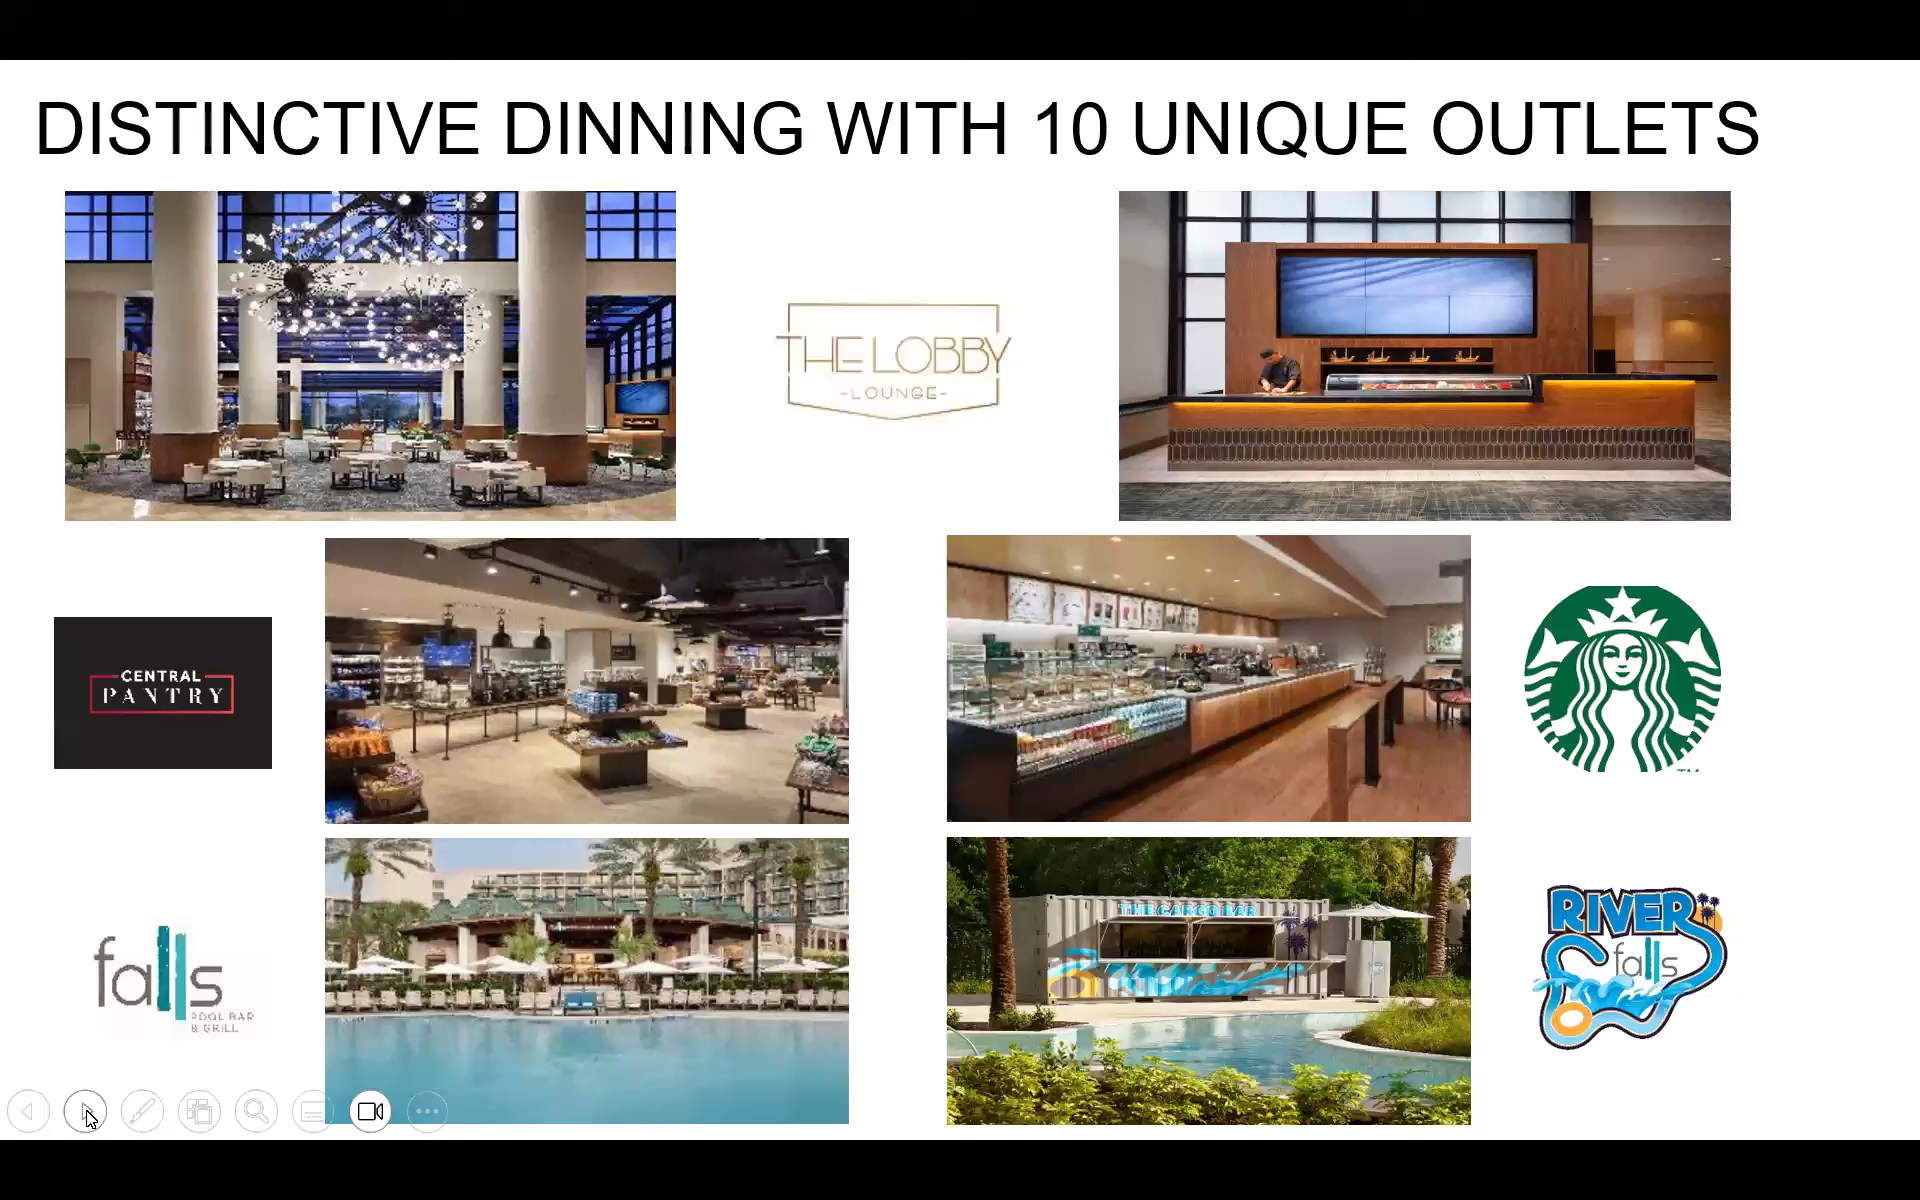 DISTINCTIVE DINNING WITH 10 UNIQUE OUTLETS
THE LOBBY
-LOUNGE-
CENTRAL
PANTRY
TM
falls
POOL BAR
& GRILL
THE CARGO BAR
RIVER
falls